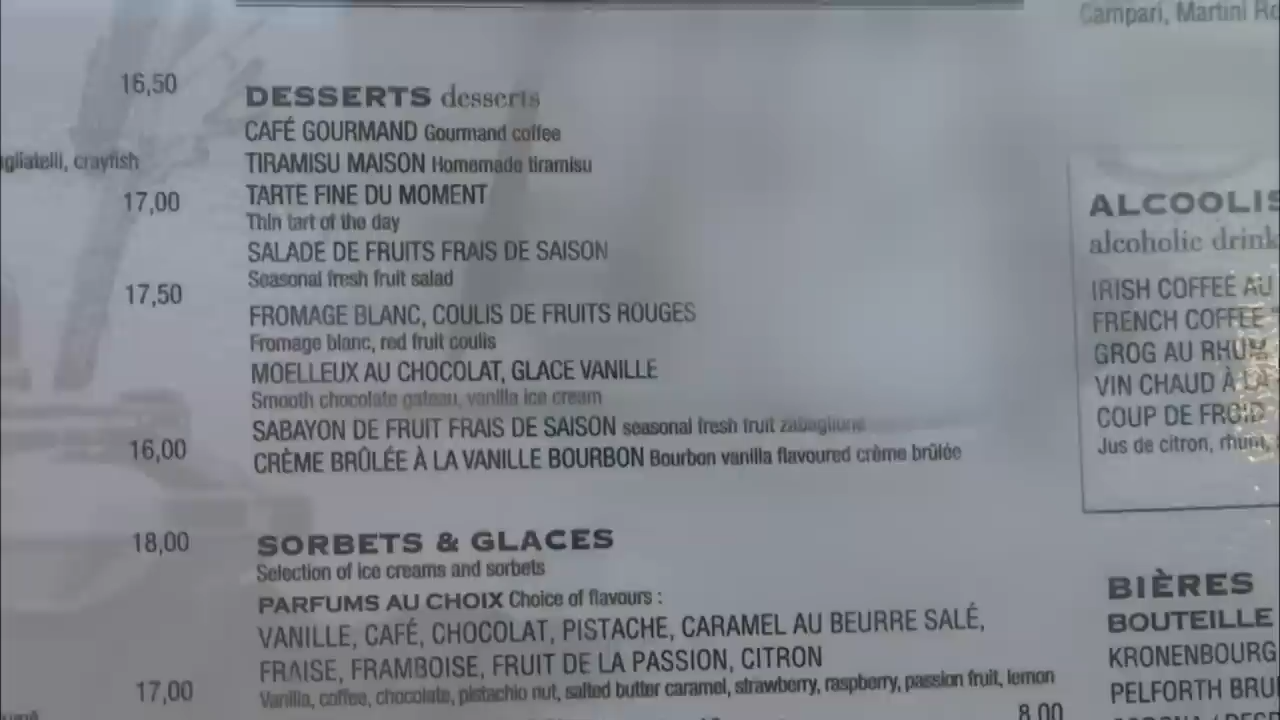 16,50
agliatelli, crayfish
17,00
17,50
16,00
18,00
17,00
DESSERTS desserts
CAFÉ GOURMAND Gourmand coffee
TIRAMISU MAISON Homemade tiramisu
TARTE FINE DU MOMENT
Thin tart of the day
SALADE DE FRUITS FRAIS DE SAISON
Seasonal fresh fruit salad
FROMAGE BLANC, COULIS DE FRUITS ROUGES
Fromage blanc, red fruit coulis
MOELLEUX AU CHOCOLAT, GLACE VANILLE
Smooth chocolate gateau, vanilla ice cream
SABAYON DE FRUIT FRAIS DE SAISON seasonal fresh fruit zabaglione
CRÈME BRÛLÉE À LA VANILLE BOURBON Bourbon vanilla flavoured crème brûlée
SORBETS & GLACES
Selection of ice creams and sorbets
PARFUMS AU CHOIX Choice of flavours :
VANILLE, CAFÉ, CHOCOLAT, PISTACHE, CARAMEL AU BEURRE SALÉ,
FRAISE, FRAMBOISE, FRUIT DE LA PASSION, CITRON
Vanilla, coffee, chocolate, pistachio nut, salted butter caramel, strawberry, raspberry, passion fruit, lemon
8,00
Campari, Martini
ALCOOLIS
alcoholic drink
IRISH COFFEE AU
FRENCH COFFEE
GROG AU RHUM
VIN CHAUD À LA
COUP DE FROID
Jus de citron, rhum,
BIÈRES
BOUTEILLE
KRONENBOURG
PELFORTH BRU